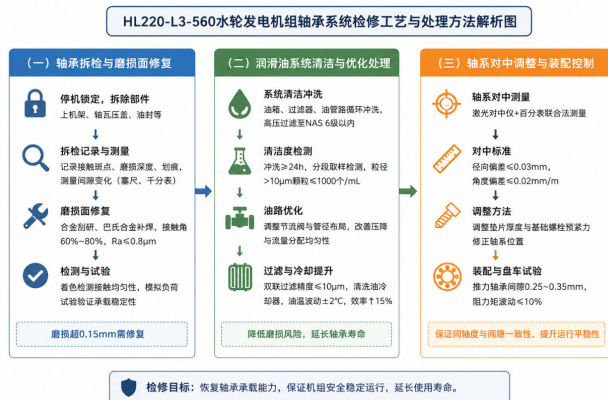 HL220-L3-560水轮发电机组轴承系统检修工艺与处理方法解析图
（一）轴承拆检与磨损面修复
停机锁定，拆除部件
上机架、轴瓦压盖、油封等
拆检记录与测量
记录接触斑点、磨损深度、划痕，
测量间隙变化（塞尺、千分表）
磨损面修复
合金刮研、巴氏合金补焊，接触角
60%~80%，Ra≤0.8μm
检测与试验
着色检测接触均匀性，模拟负荷
试验验证承载稳定性
磨损超0.15mm需修复
（二）润滑油系统清洁与优化处理
系统清洁冲洗
油箱、过滤器、油管路循环冲洗，
高压过滤至NAS 6级以内
清洁度检测
冲洗≥24h，分段取样检测，粒径
>10μm颗粒≤1000个/mL
油路优化
调整节流阀与管径布局，改善压降
与流量分配均匀性
过滤与冷却提升
双联过滤精度≤10μm，清洗油冷
却器，油温波动±2℃，效率↑15%
降低磨损风险，延长轴承寿命
（三）轴系对中调整与装配控制
轴系对中测量
激光对中仪+百分表联合法测量
对中标准
径向偏差≤0.03mm，
角度偏差≤0.02mm/m
调整方法
调整垫片厚度与基础螺栓预紧力
修正轴系位置
装配与盘车试验
推力轴承间隙0.25~0.35mm，
阻力矩波动≤10%
保证同轴度与间隙一致性，提升运行平稳性
检修目标：恢复轴承承载能力，保证机组安全稳定运行，延长使用寿命。